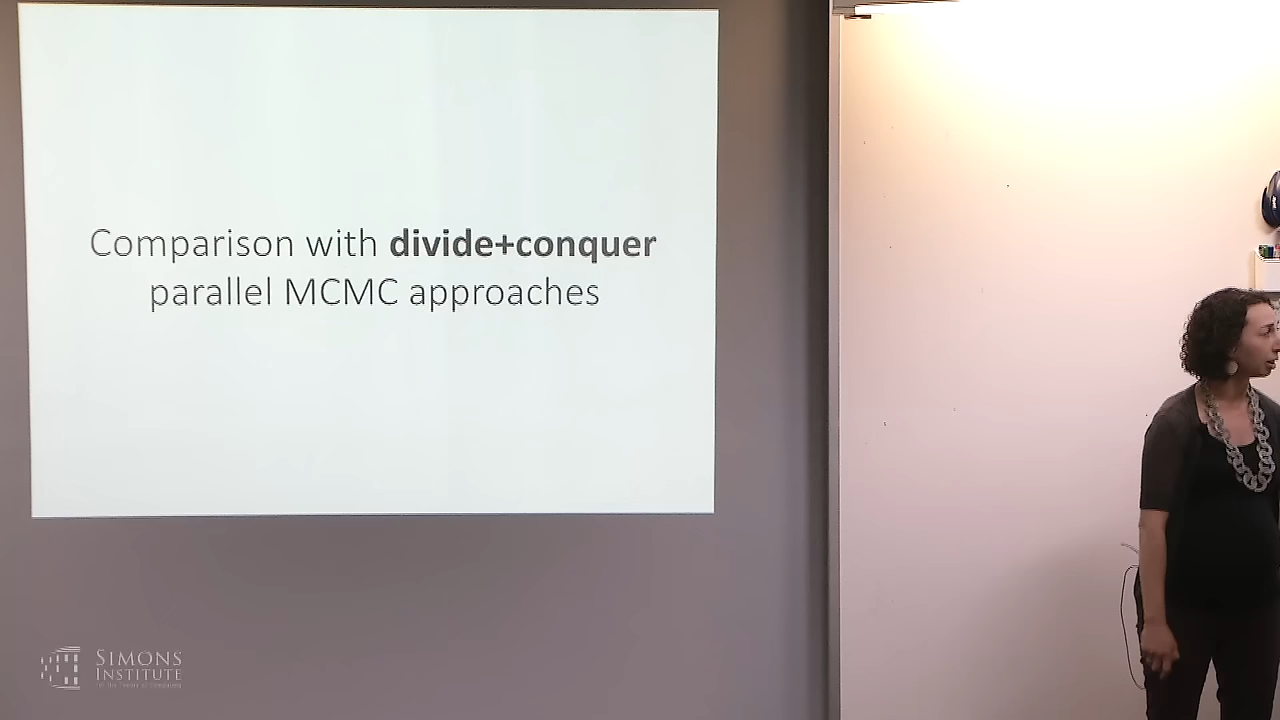 Comparison with divide+conquer
parallel MCMC approaches
SIMONS
INSTITUTE